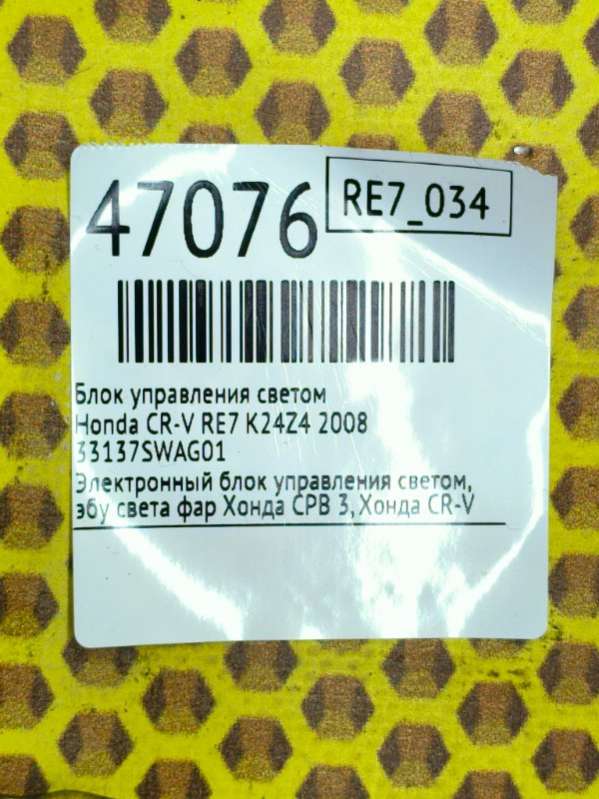 47076
RE7_034
Блок управления светом
Honda CR-V RE7 K24Z4 2008
33137SWAG01
Электронный блок управления светом,
эбу света фар Хонда СРВ 3, Хонда CR-V